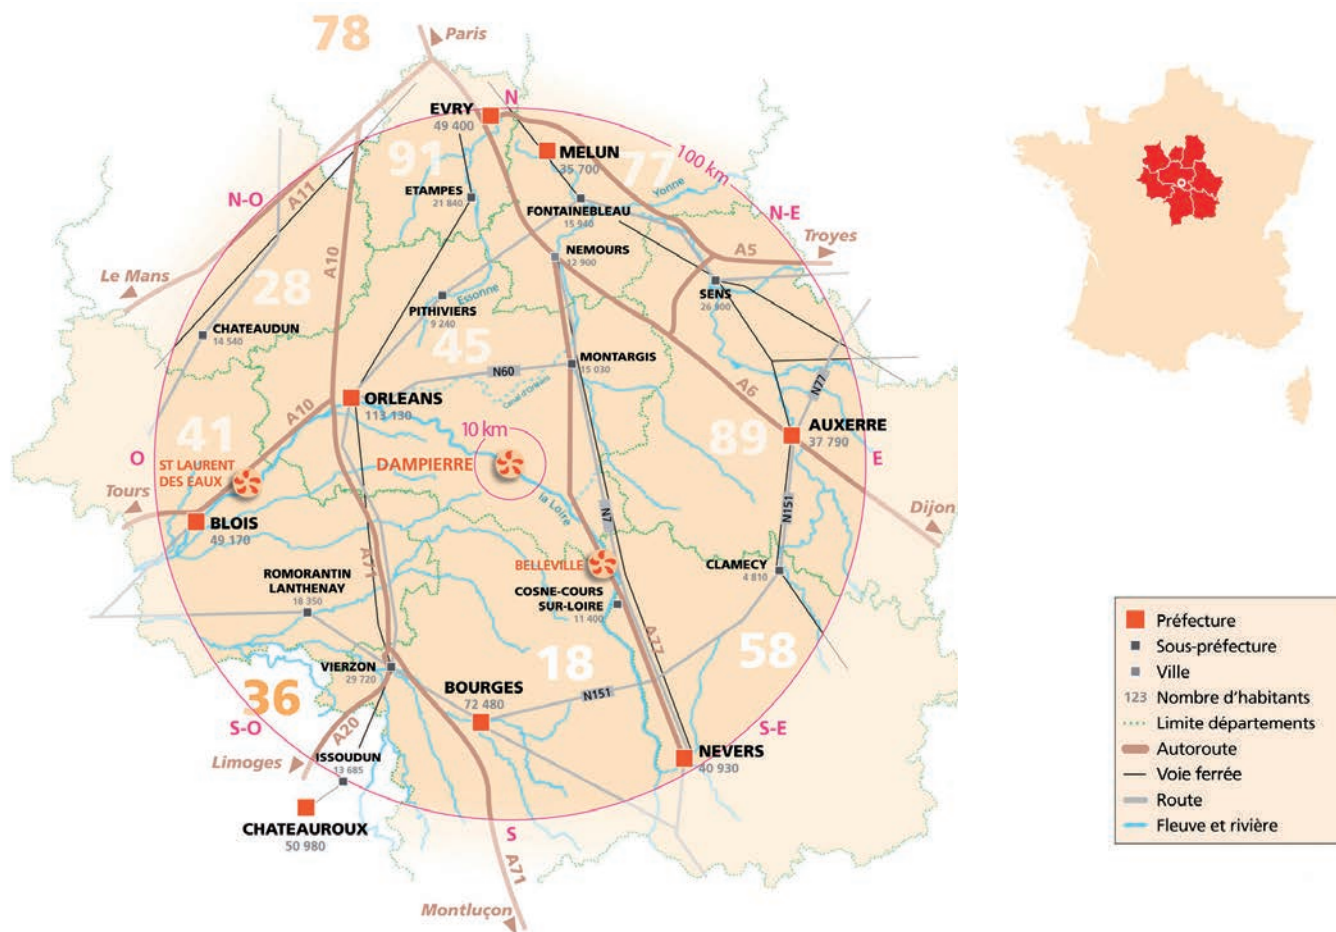 78
Paris
N
EVRY
49 400
91
MELUN
35 700
77
100 km
Yonne
A11
N-O
ETAMPES
21 840
FONTAINEBLEAU
15 940
N-E
Troyes
A5
Le Mans
A10
NEMOURS
12 900
28
SENS
26 900
PITHIVIERS
9 240
Essonne
CHATEAUDUN
14 540
45
MONTARGIS
15 030
N60
Canal d'Orléans
A6
N77
ORLEANS
113 130
A10
41
89
AUXERRE
37 790
10 km
O
ST LAURENT
DES EAUX
DAMPIERRE
E
Tours
la Loire
N7
N151
Dijon
BLOIS
49 170
A71
BELLEVILLE
CLAMECY
4 810
ROMORANTIN
LANTHENAY
18 350
COSNE-COURS
SUR-LOIRE
11 400
A77
58
18
VIERZON
29 720
36
BOURGES
72 480
N151
S-O
A20
S-E
Limoges
ISSOUDUN
13 685
NEVERS
40 930
CHATEAUROUX
50 980
S
A71
Montluçon
Préfecture
Sous-préfecture
Ville
123 Nombre d'habitants
Limite départements
Autoroute
Voie ferrée
Route
Fleuve et rivière